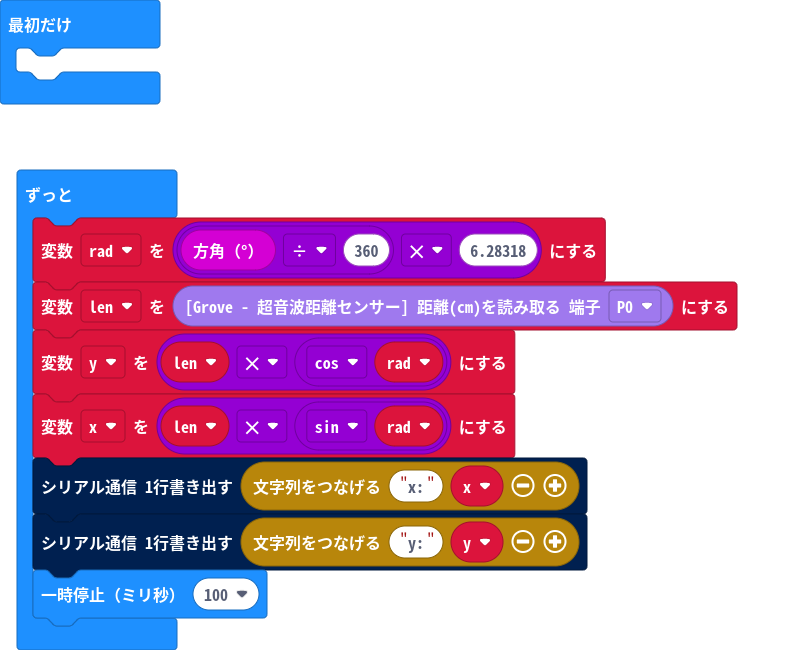 最初だけ
ずっと
変数 rad を 方角 (°) ÷ 360 × 6.28318 にする
変数 len を [Grove - 超音波距離センサー] 距離(cm)を読み取る 端子 P0 にする
変数 y を len × cos rad にする
変数 x を len × sin rad にする
シリアル通信 1行書き出す 文字列をつなげる "x:" x
シリアル通信 1行書き出す 文字列をつなげる "y:" y
一時停止 (ミリ秒) 100